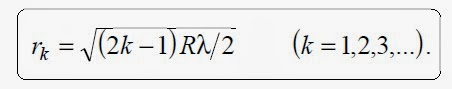 r_k = √((2k − 1) Rλ/2) (k = 1,2,3,...).